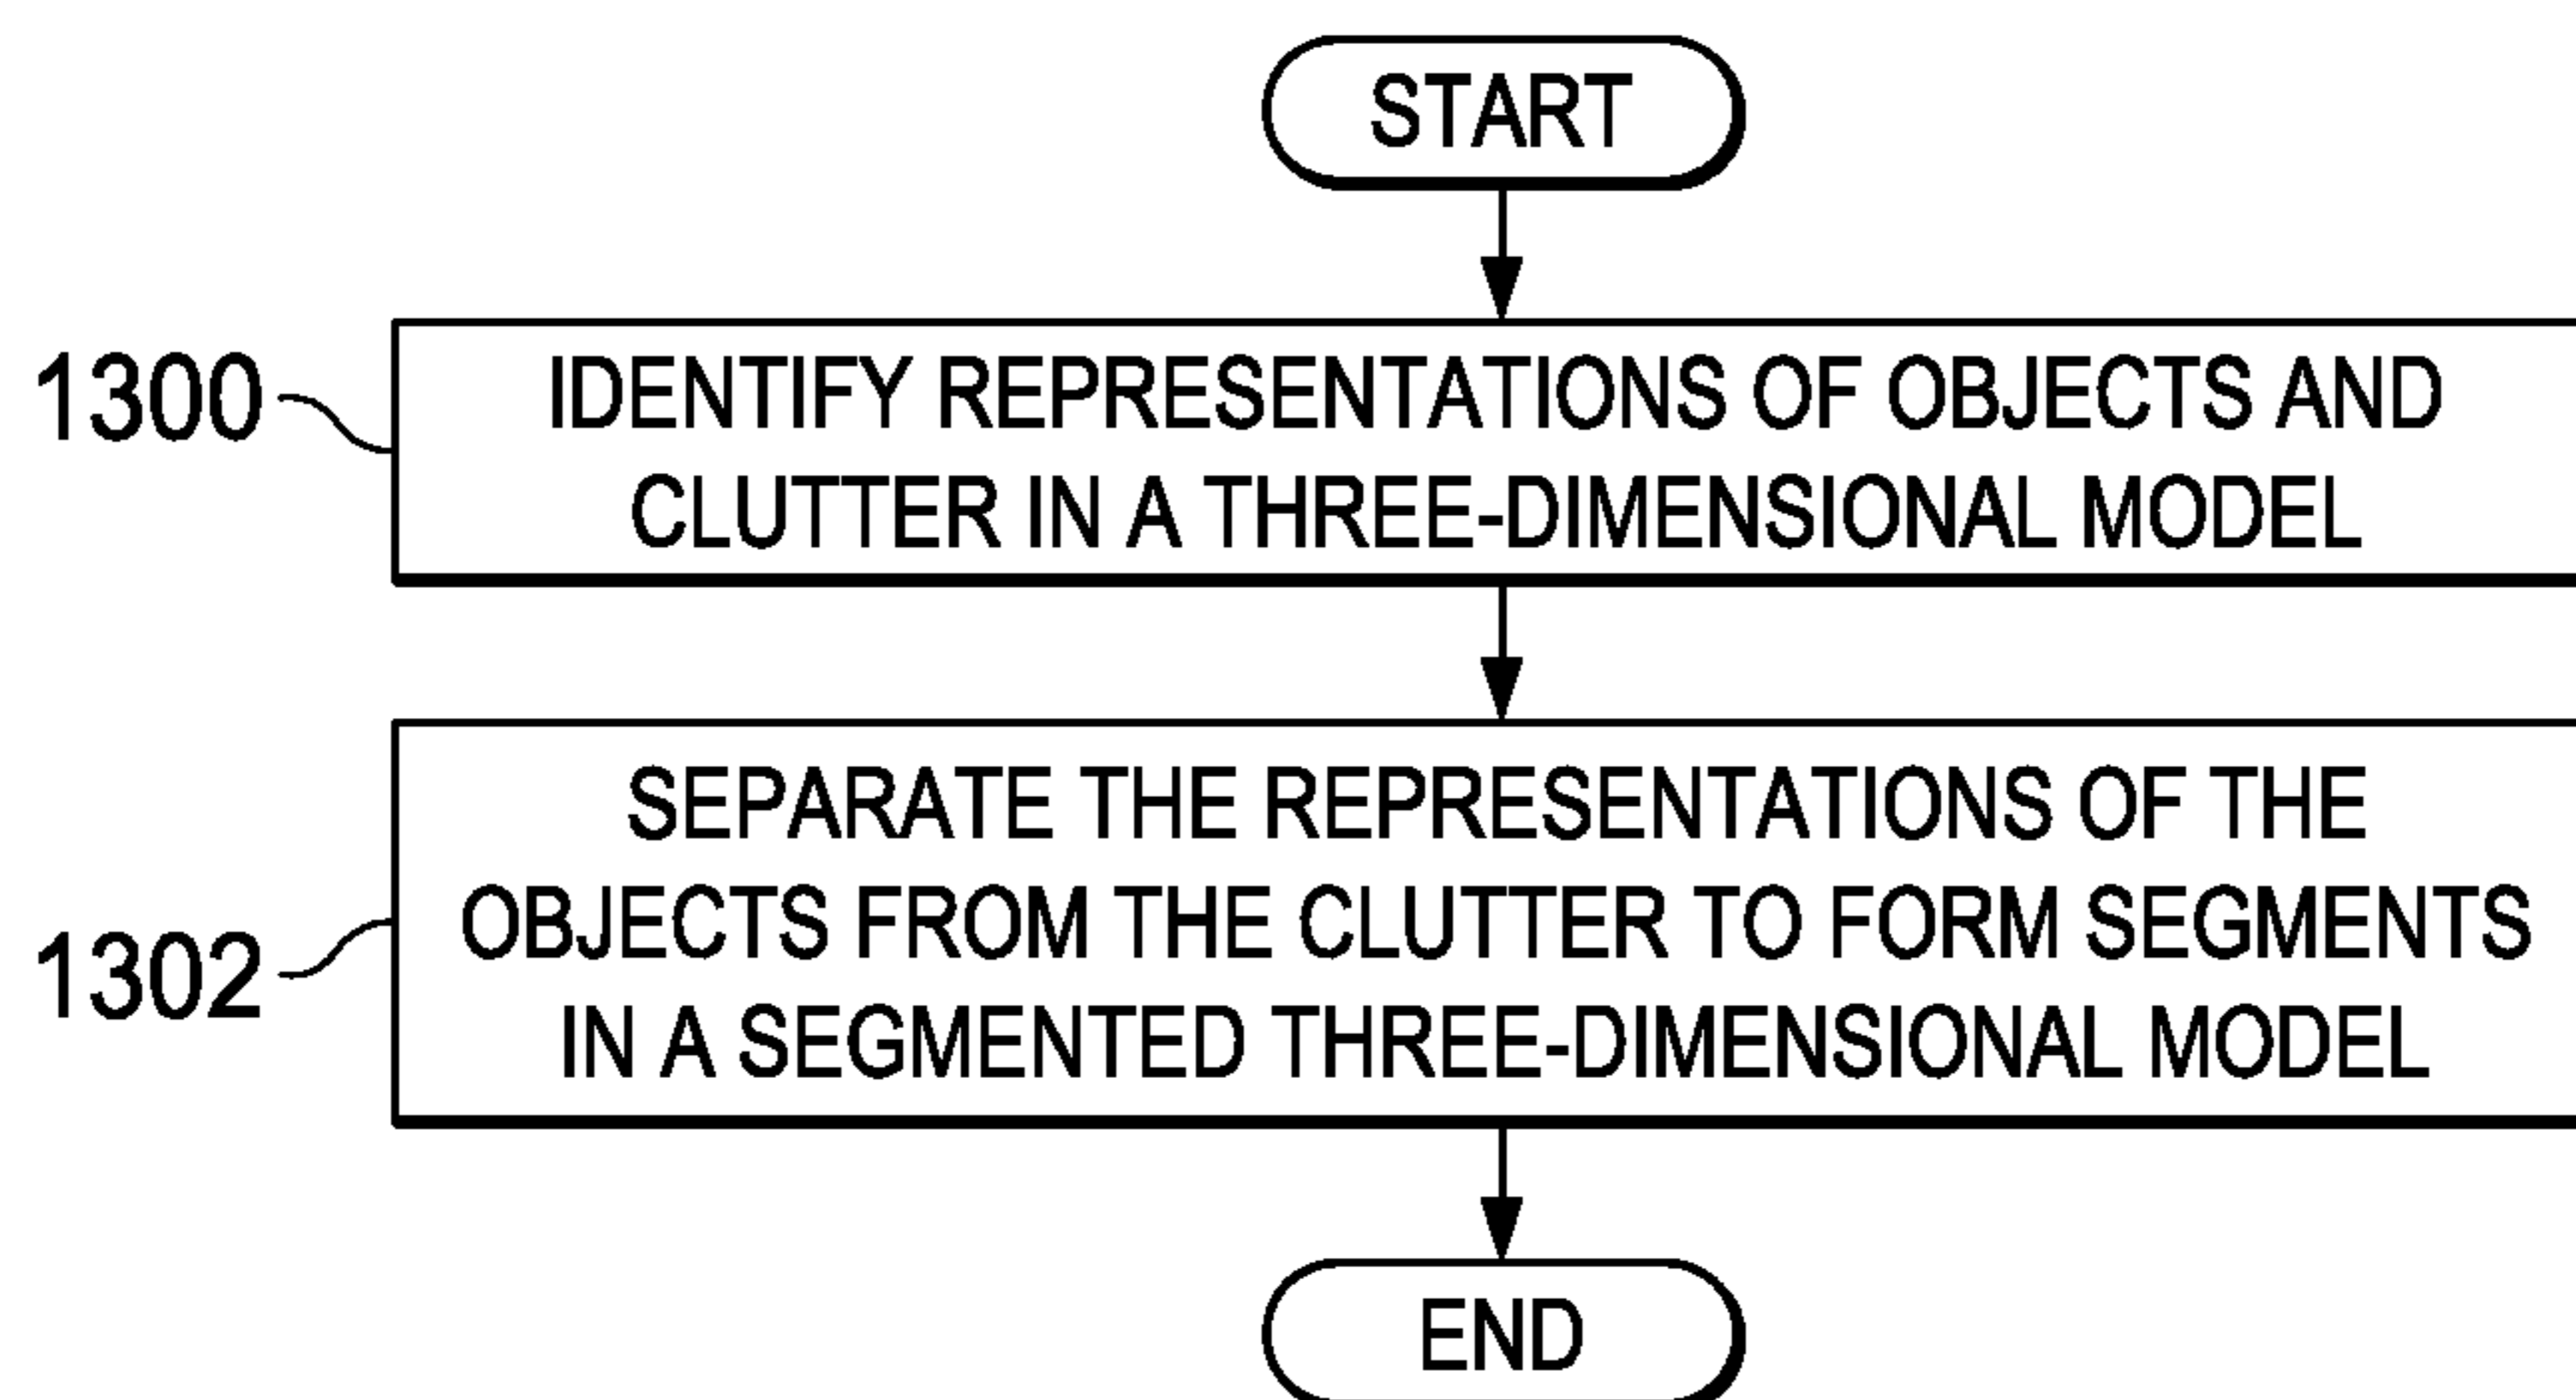 START
1300
IDENTIFY REPRESENTATIONS OF OBJECTS AND
CLUTTER IN A THREE-DIMENSIONAL MODEL
1302
SEPARATE THE REPRESENTATIONS OF THE
OBJECTS FROM THE CLUTTER TO FORM SEGMENTS
IN A SEGMENTED THREE-DIMENSIONAL MODEL
END